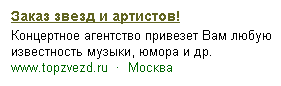 Заказ звезд и артистов!
Концертное агентство привезет Вам любую
известность музыки, юмора и др.
www.topzvezd.ru · Москва